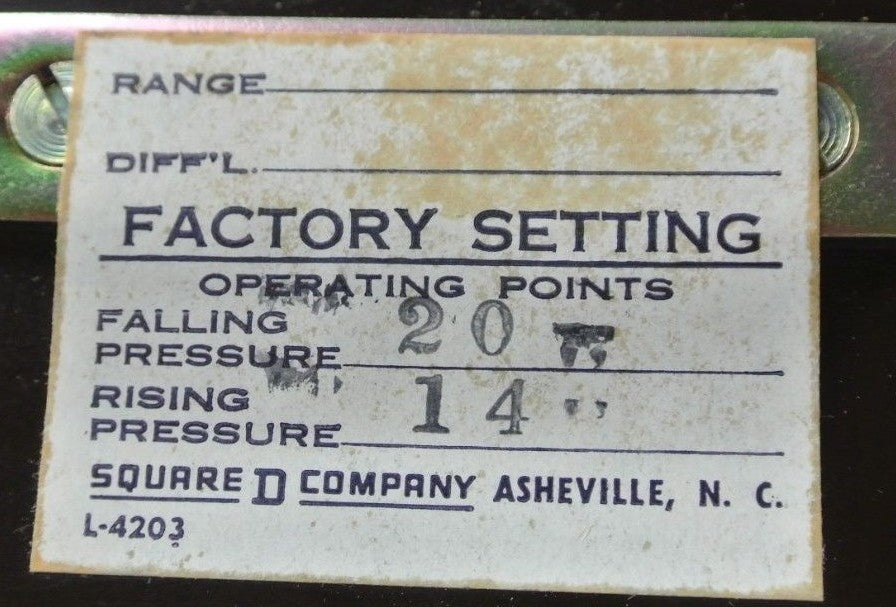 RANGE
DIFF'L.
FACTORY SETTING
OPERATING POINTS
FALLING
PRESSURE 20
RISING
PRESSURE 14
SQUARE D COMPANY ASHEVILLE, N. C.
L-4203